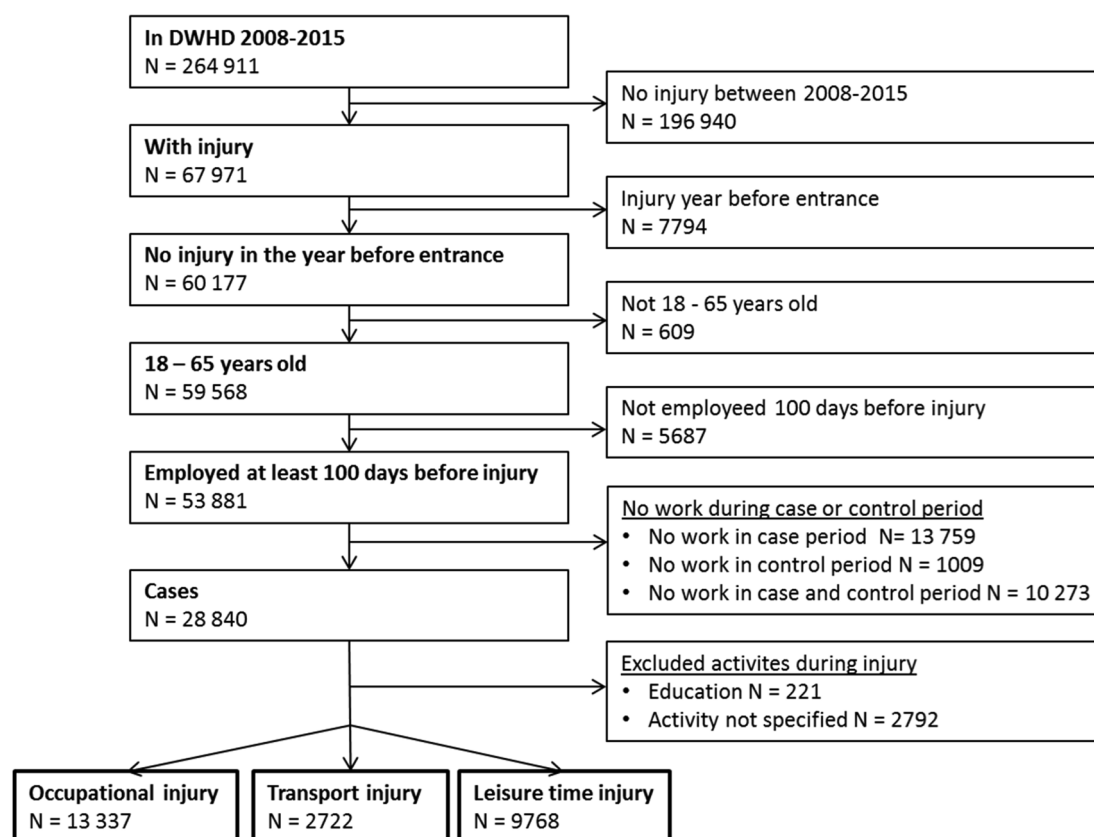 In DWHD 2008-2015
N = 264 911
No injury between 2008-2015
N = 196 940
With injury
N = 67 971
Injury year before entrance
N = 7794
No injury in the year before entrance
N = 60 177
Not 18 - 65 years old
N = 609
18 – 65 years old
N = 59 568
Not employeed 100 days before injury
N = 5687
Employed at least 100 days before injury
N = 53 881
No work during case or control period
• No work in case period N= 13 759
• No work in control period N = 1009
• No work in case and control period N = 10 273
Cases
N = 28 840
Excluded activites during injury
• Education N = 221
• Activity not specified N = 2792
Occupational injury
N = 13 337
Transport injury
N = 2722
Leisure time injury
N = 9768